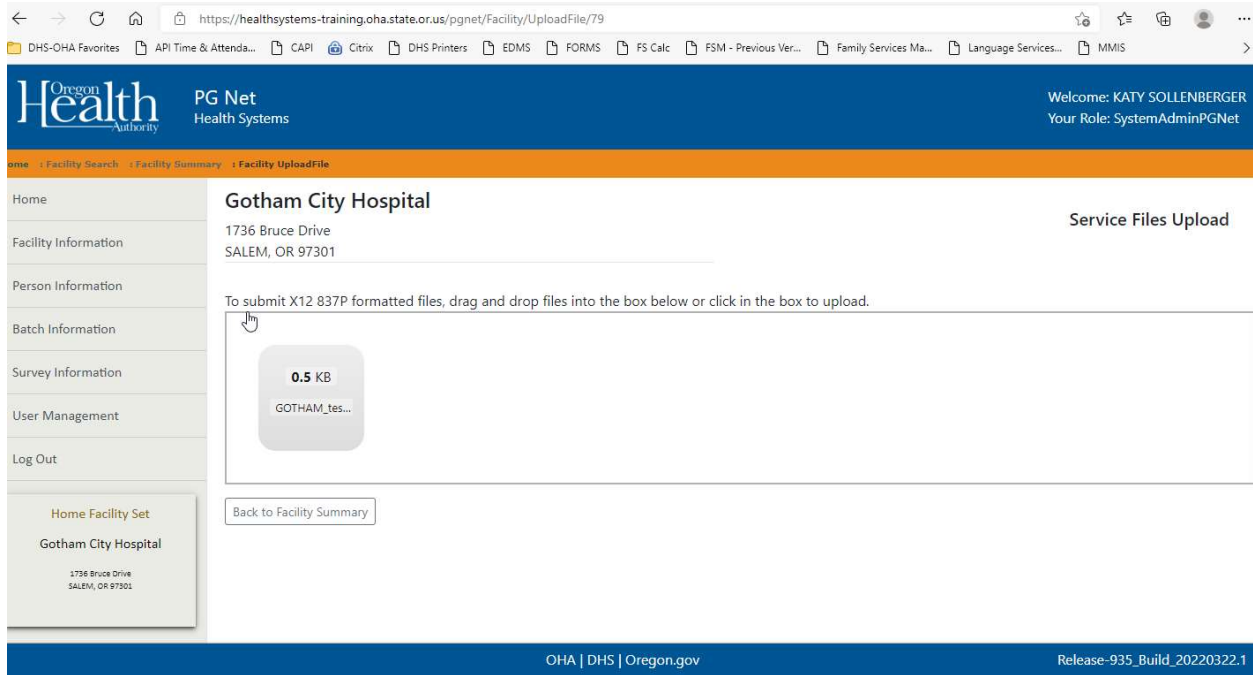 https://healthsystems-training.oha.state.or.us/pgnet/Facility/UploadFile/79
DHS-OHA Favorites API Time & Attenda... CAPI Citrix DHS Printers EDMS FORMS FS Calc FSM - Previous Ver... Family Services Ma... Language Services... MMIS
Oregon Health Authority
PG Net
Health Systems
Welcome: KATY SOLLENBERGER
Your Role: SystemAdminPGNet
ome : Facility Search : Facility Summary : Facility UploadFile
Home
Facility Information
Person Information
Batch Information
Survey Information
User Management
Log Out
Home Facility Set
Gotham City Hospital
1736 Bruce Drive
SALEM, OR 97301
Gotham City Hospital
1736 Bruce Drive
SALEM, OR 97301
Service Files Upload
To submit X12 837P formatted files, drag and drop files into the box below or click in the box to upload.
0.5 KB
GOTHAM_tes...
Back to Facility Summary
OHA | DHS | Oregon.gov
Release-935_Build_20220322.1